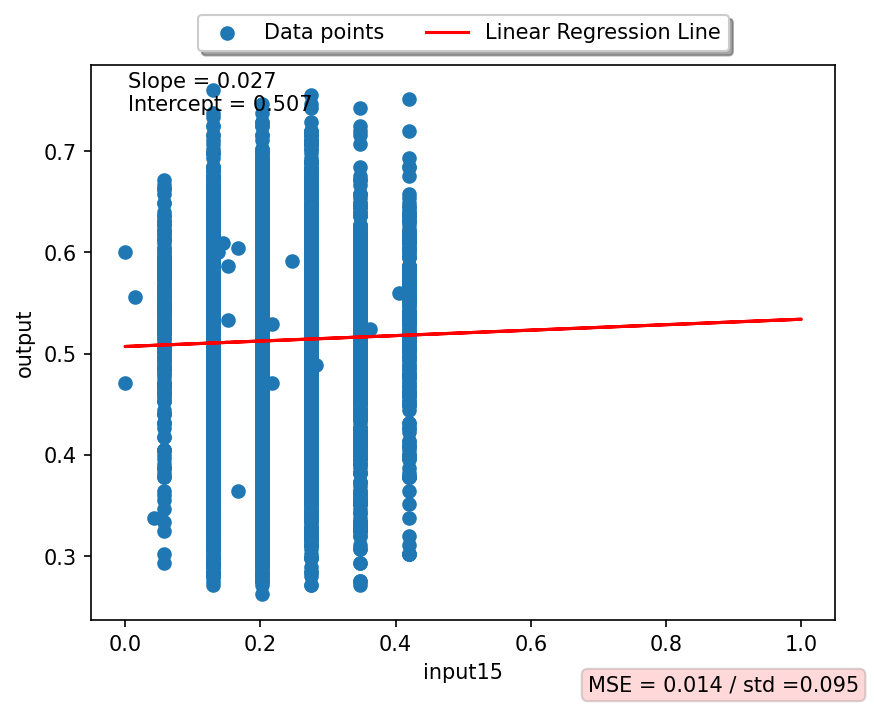 Data points
Linear Regression Line
Slope = 0.027
Intercept = 0.507
0.7
0.6
0.5
0.4
0.3
output
0.0
0.2
0.4
0.6
0.8
1.0
input15
MSE = 0.014 / std =0.095